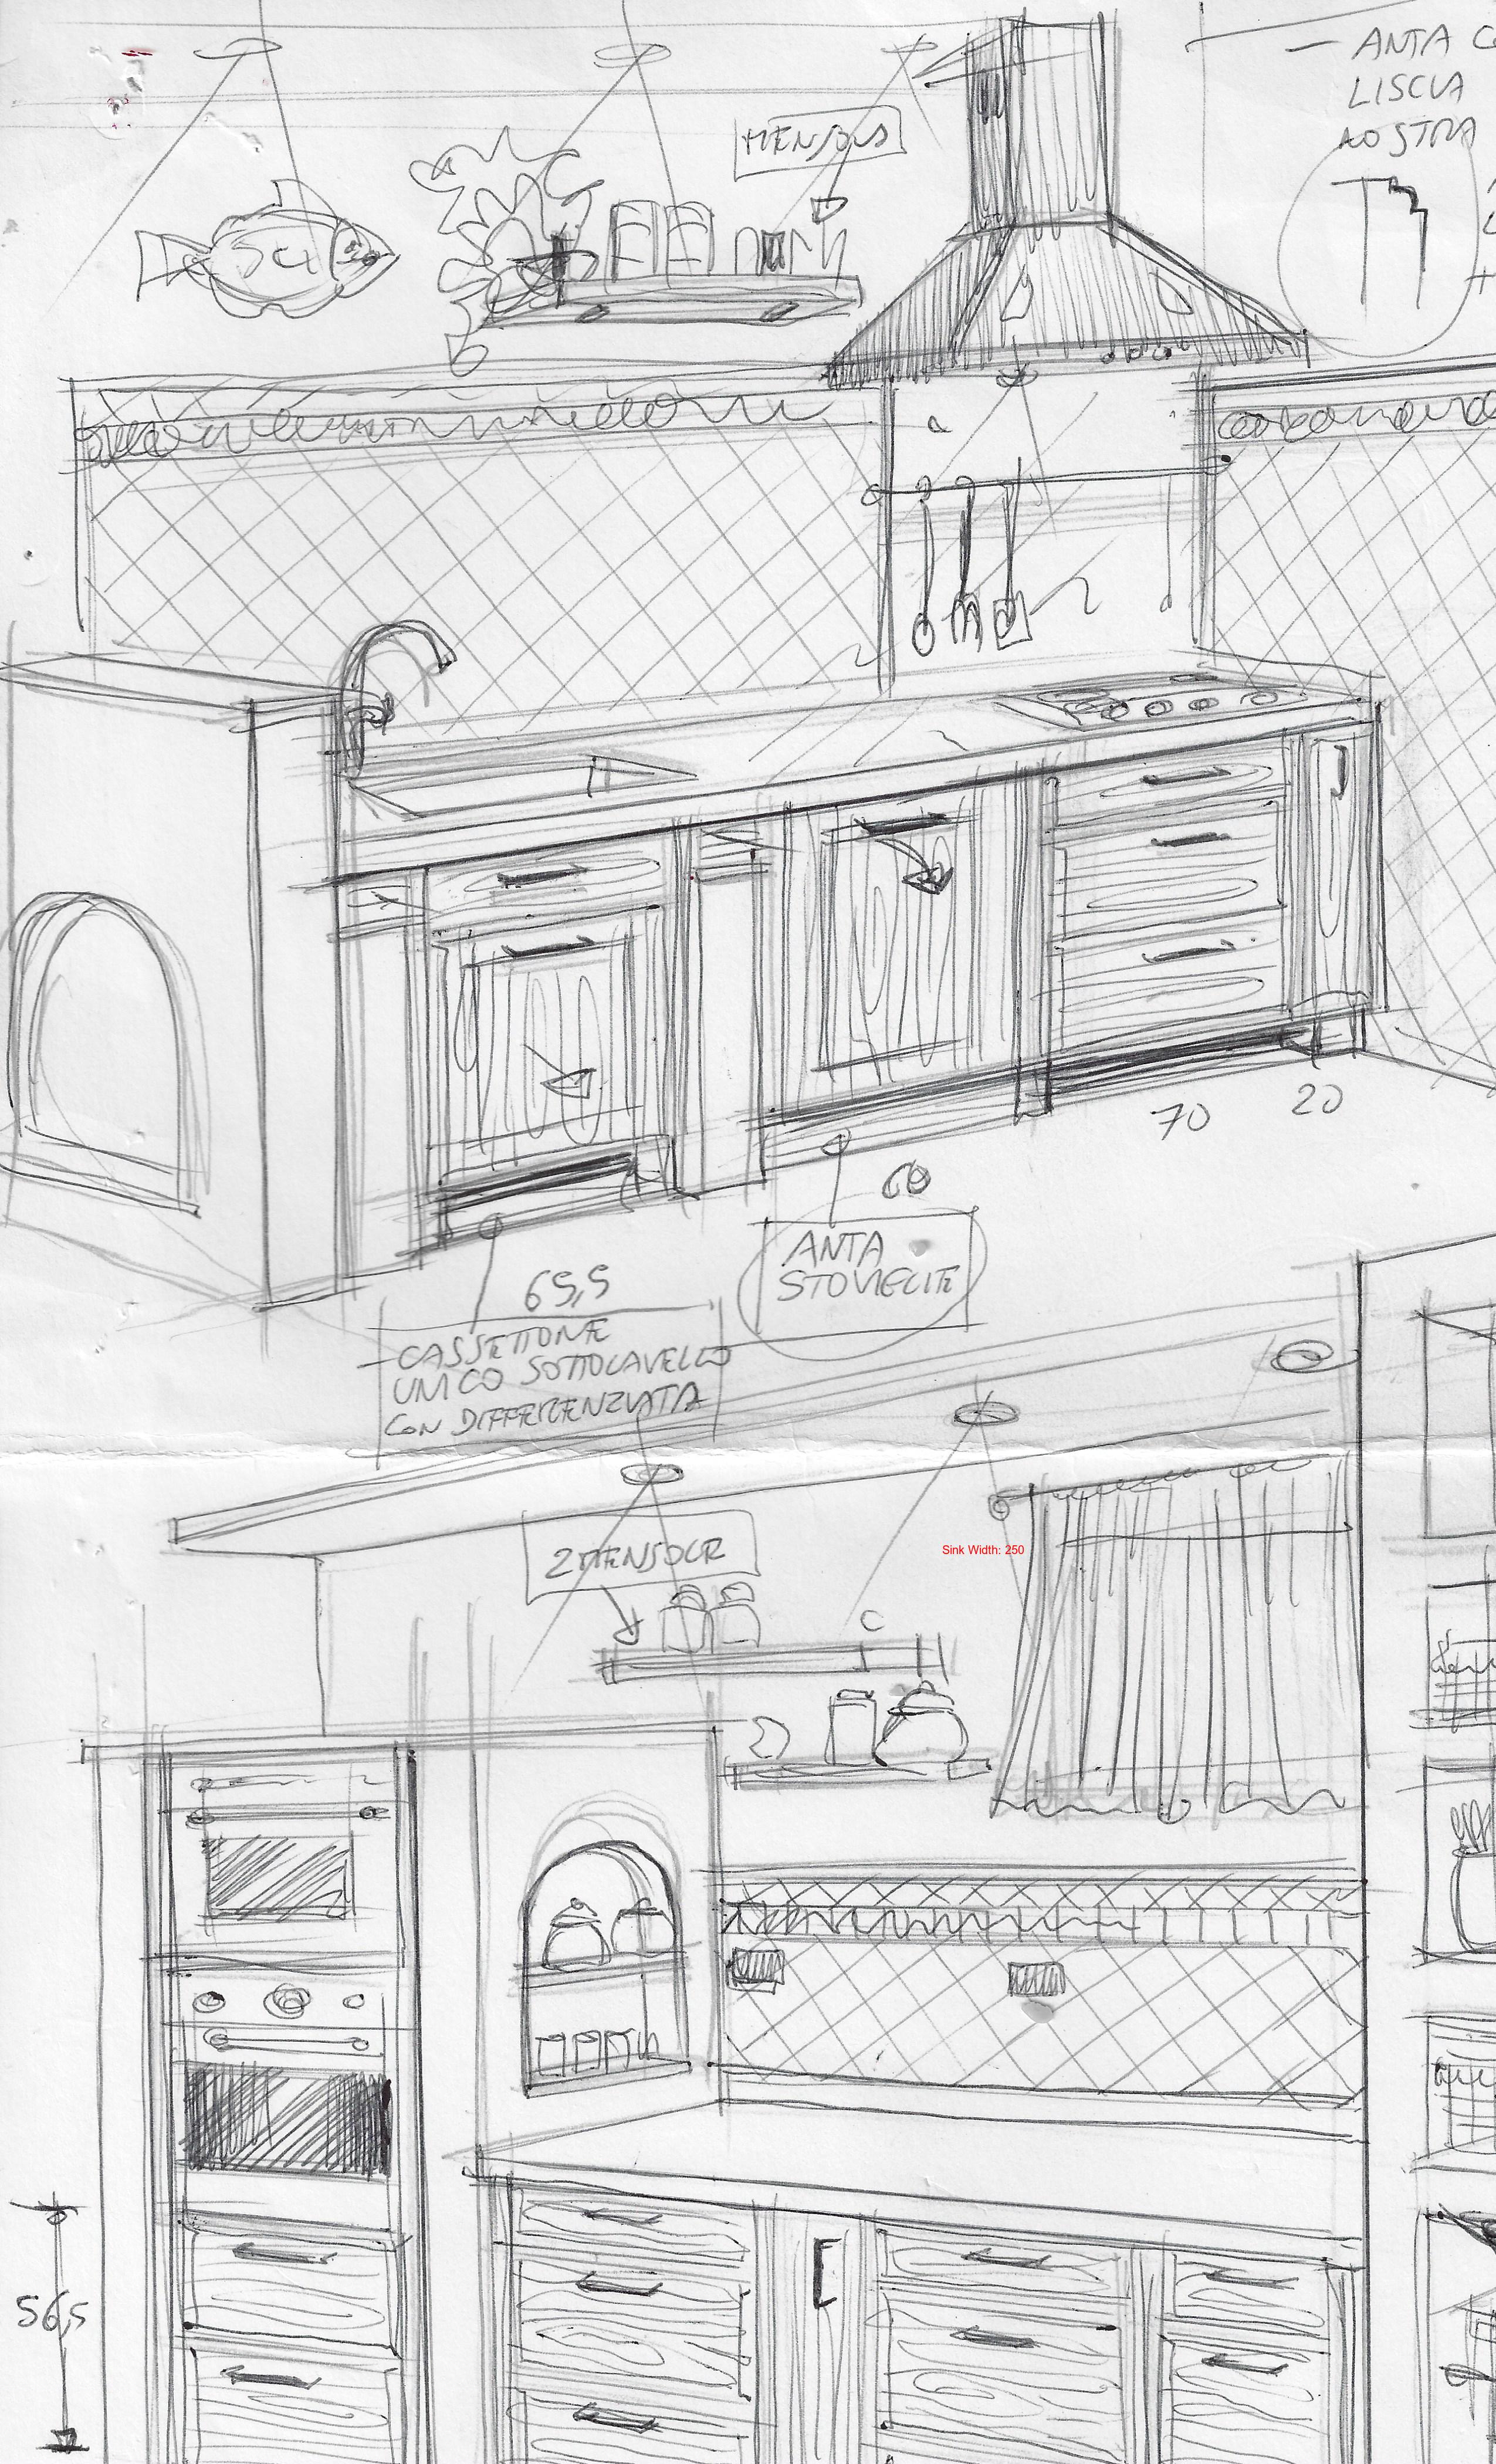 — ANTA C
LISCIA
NOSTRA
MENSOLA
70
20
60
ANTA
STOVIGLIE
65,5
— CASSETTONE
UNICO SOTTOLAVELLO
CON DIFFERENZIATA
2 MENSOLE
Sink Width: 250
56,5